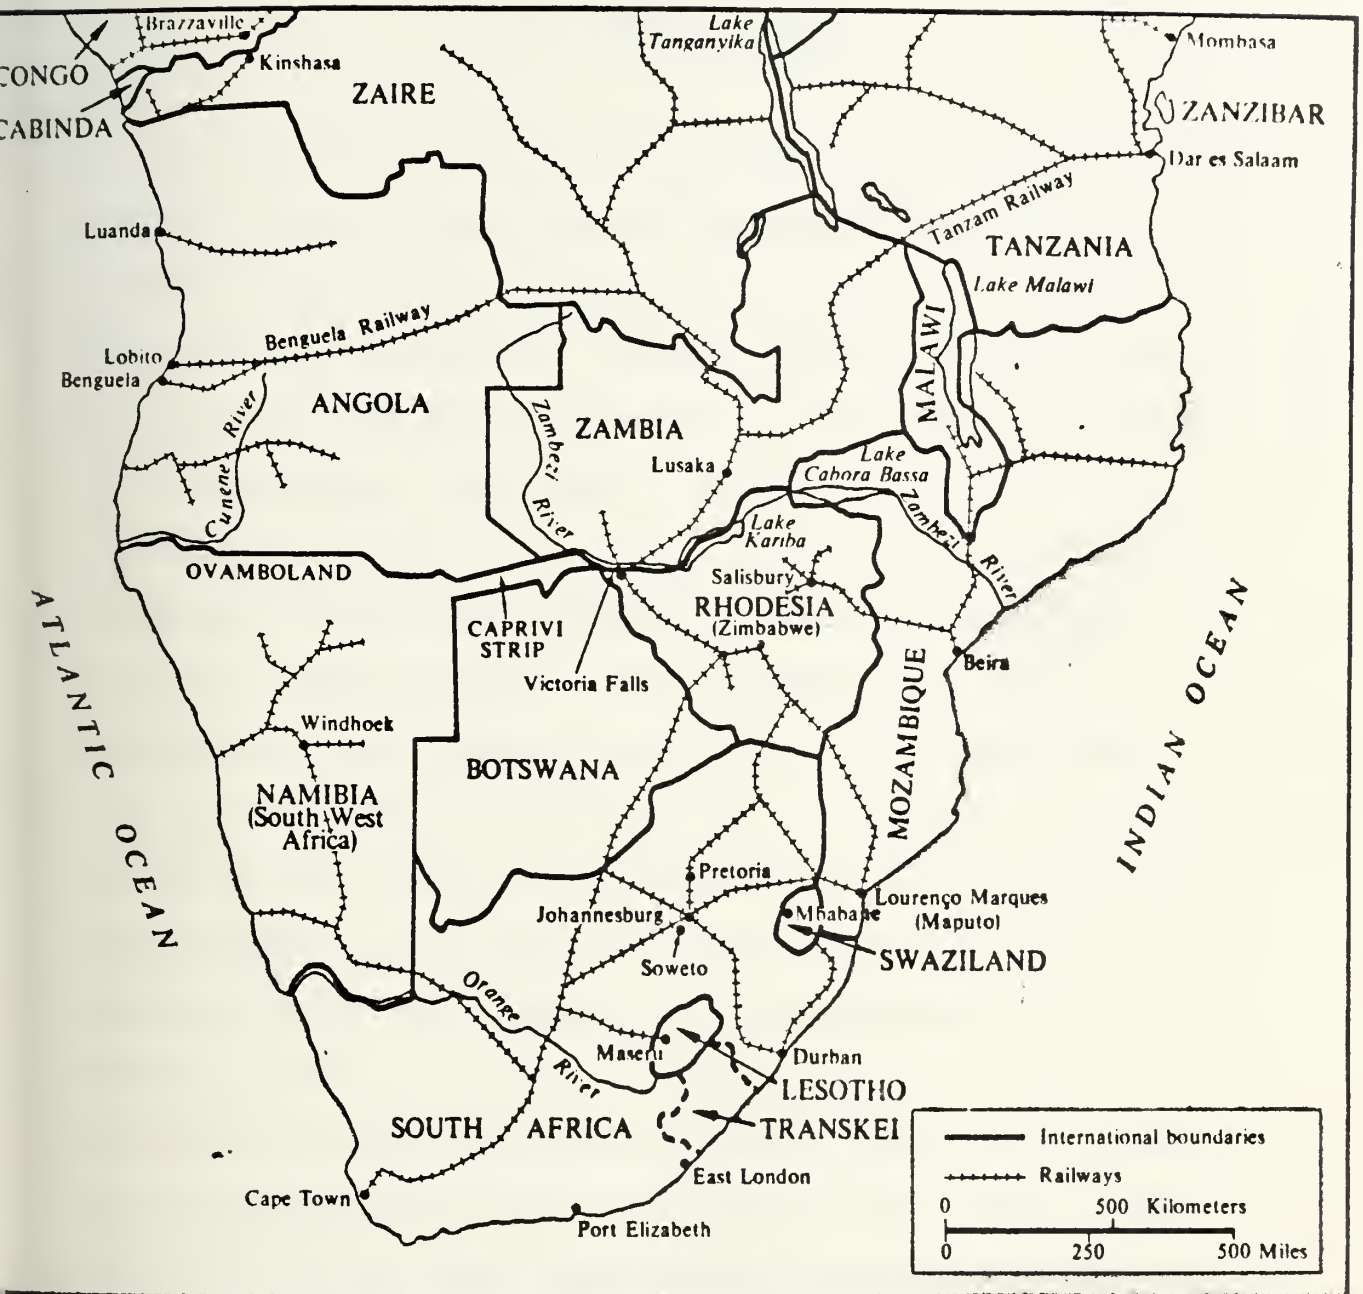 Brazzaville
Lake
Tanganyika
Mombasa
CONGO
Kinshasa
ZAIRE
CABINDA
ZANZIBAR
Dar es Salaam
Tanzam Railway
Luanda
TANZANIA
Lake Malawi
Benguela Railway
MALAWI
Lobito
Benguela
ANGOLA
Cunene River
Zambezi River
ZAMBIA
Lusaka
Lake
Cabora Bassa
Zambezi River
Lake
Kariba
OVAMBOLAND
Salisbury
RHODESIA
(Zimbabwe)
CAPRIVI
STRIP
Victoria Falls
Beira
ATLANTIC OCEAN
INDIAN OCEAN
MOZAMBIQUE
Windhoek
BOTSWANA
NAMIBIA
(South West
Africa)
Pretoria
Johannesburg
Mbabane
Lourenço Marques
(Maputo)
Soweto
SWAZILAND
Orange River
Maseru
Durban
LESOTHO
SOUTH AFRICA
TRANSKEI
East London
Cape Town
Port Elizabeth
International boundaries
Railways
0 500 Kilometers
0 250 500 Miles